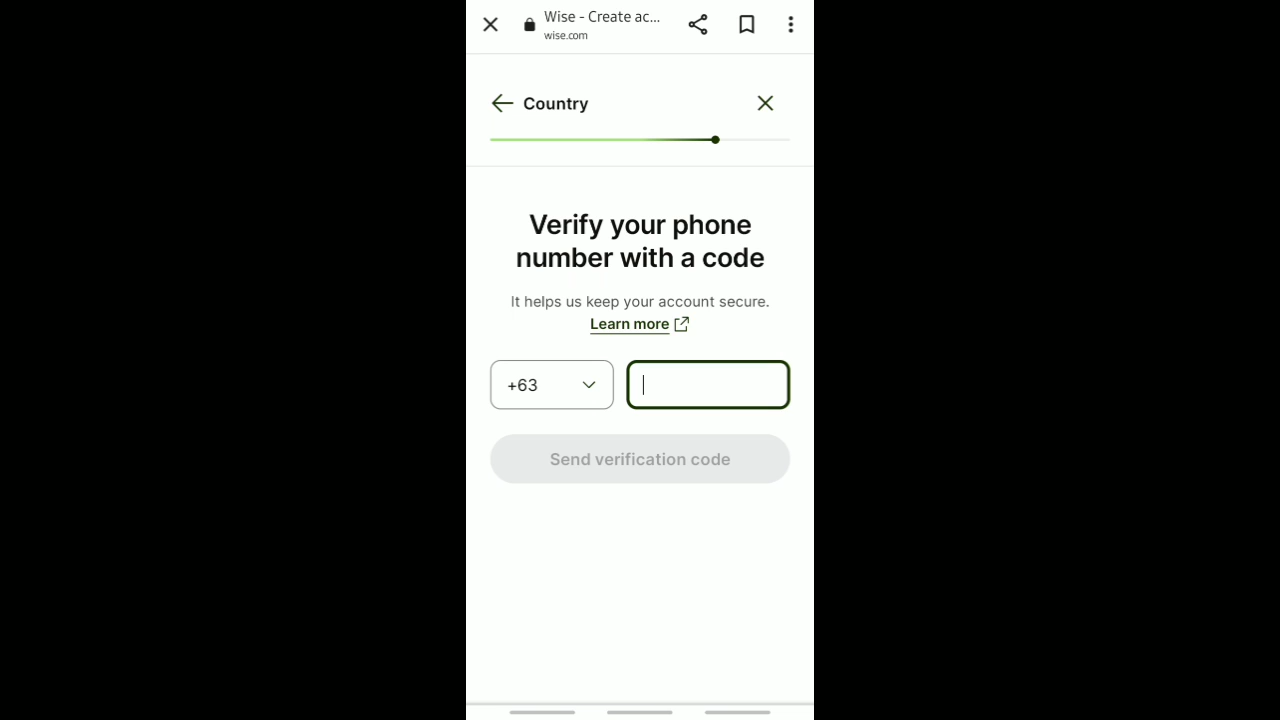 Wise - Create ac...
wise.com
Country
Verify your phone
number with a code
It helps us keep your account secure.
Learn more
+63
Send verification code